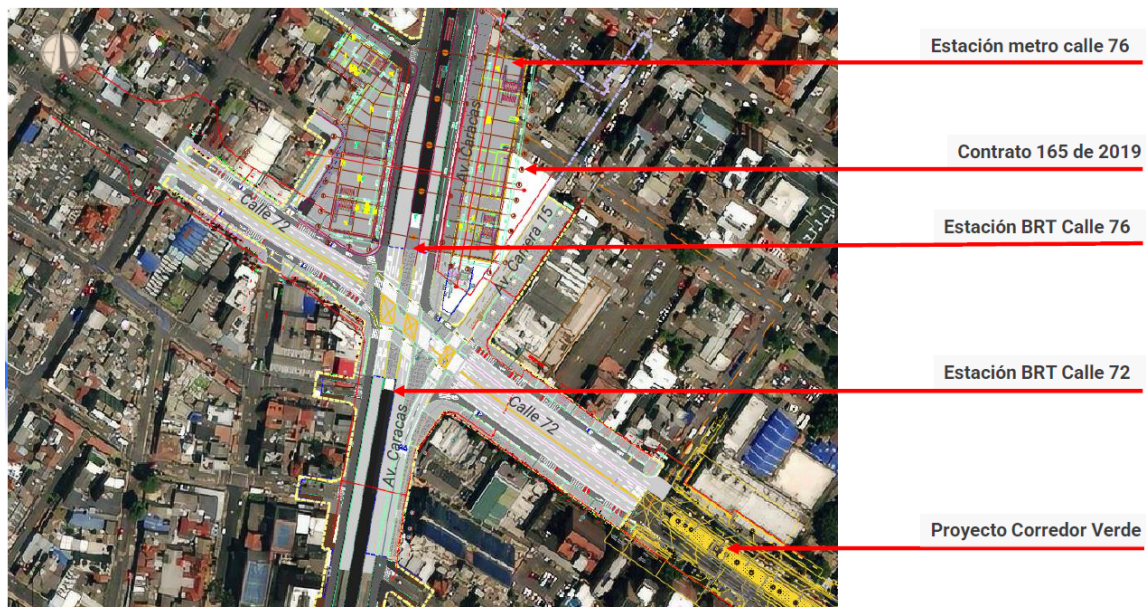 Estación metro calle 76
Contrato 165 de 2019
Estación BRT Calle 76
Estación BRT Calle 72
Proyecto Corredor Verde
Av. Caracas
Calle 72
Av. Carrera 15
Calle 72
Av. Caracas